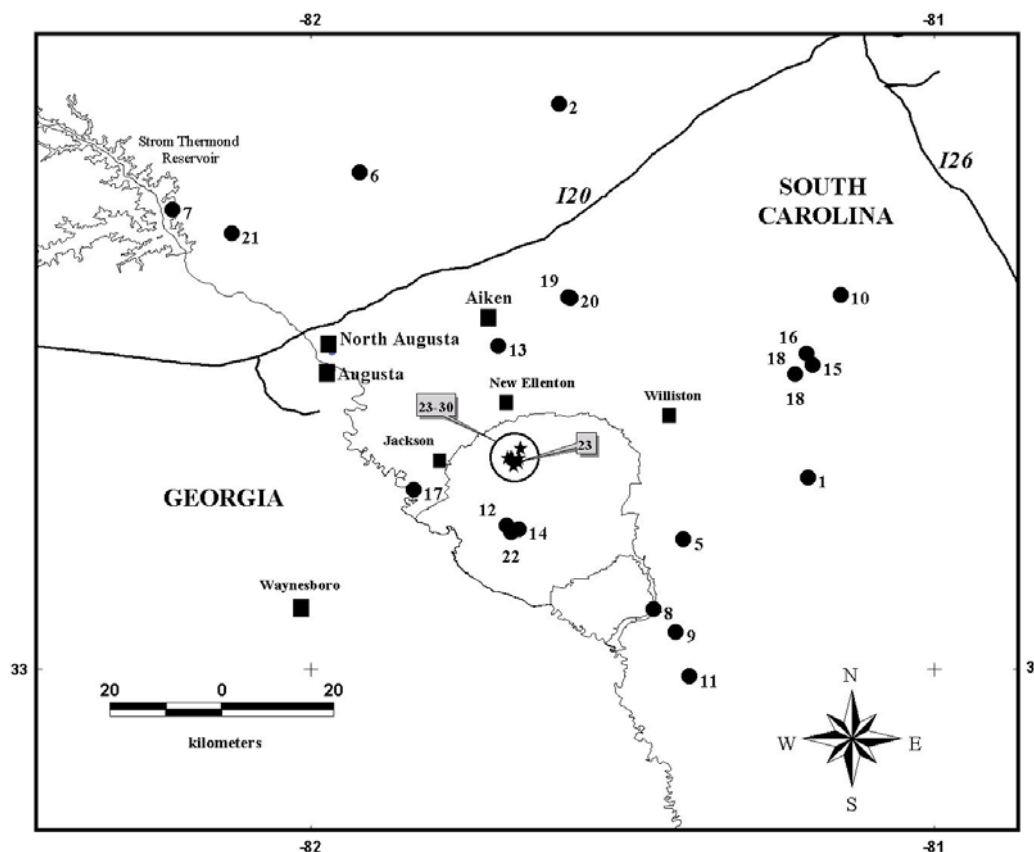 -82
-81
2
I20
I26
Strom Thermond
Reservoir
6
SOUTH
CAROLINA
7
21
19
20
10
Aiken
North Augusta
13
16
18
15
Augusta
18
New Ellenton
23-30
Williston
Jackson
23
1
GEORGIA
17
12
14
5
22
Waynesboro
8
9
33
3
11
20
0
20
kilometers
N
W
E
S
-82
-81